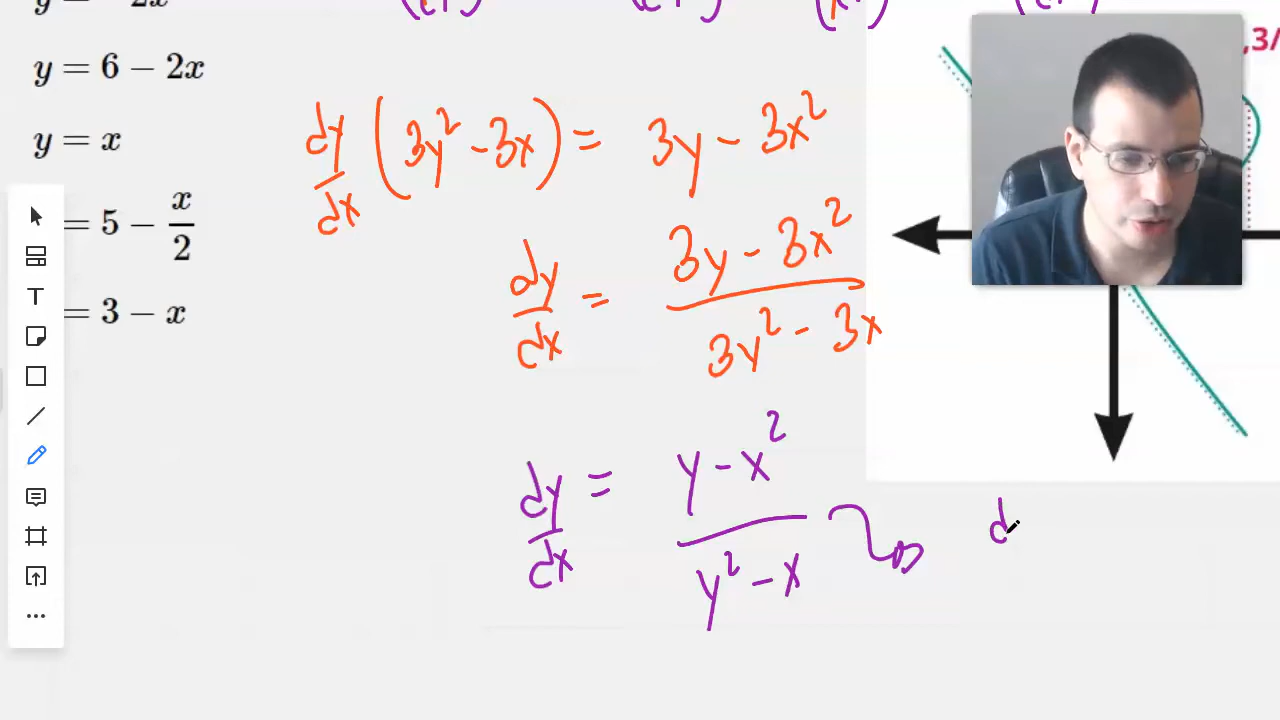 y = 6 − 2x
y = x
= 5 − x/2
= 3 − x
dy/dx (3y² - 3x) = 3y - 3x²
dy/dx = (3y - 3x²)/(3y² - 3x)
dy/dx = (y - x²)/(y² - x)
d
,3/
T